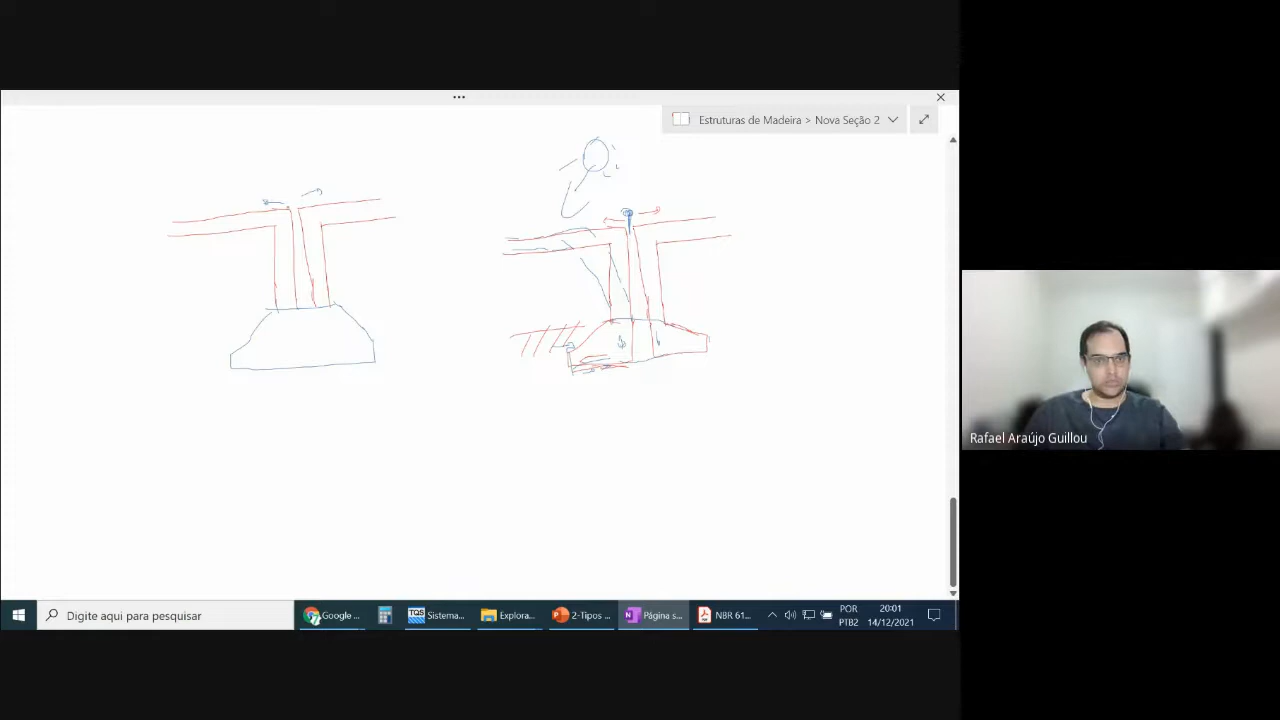 Estruturas de Madeira > Nova Seção 2
Rafael Araújo Guillou
Digite aqui para pesquisar
Google ...
TQS
Sistema...
Explora...
2-Tipos ...
Página s...
NBR 61...
POR
PTB2
20:01
14/12/2021